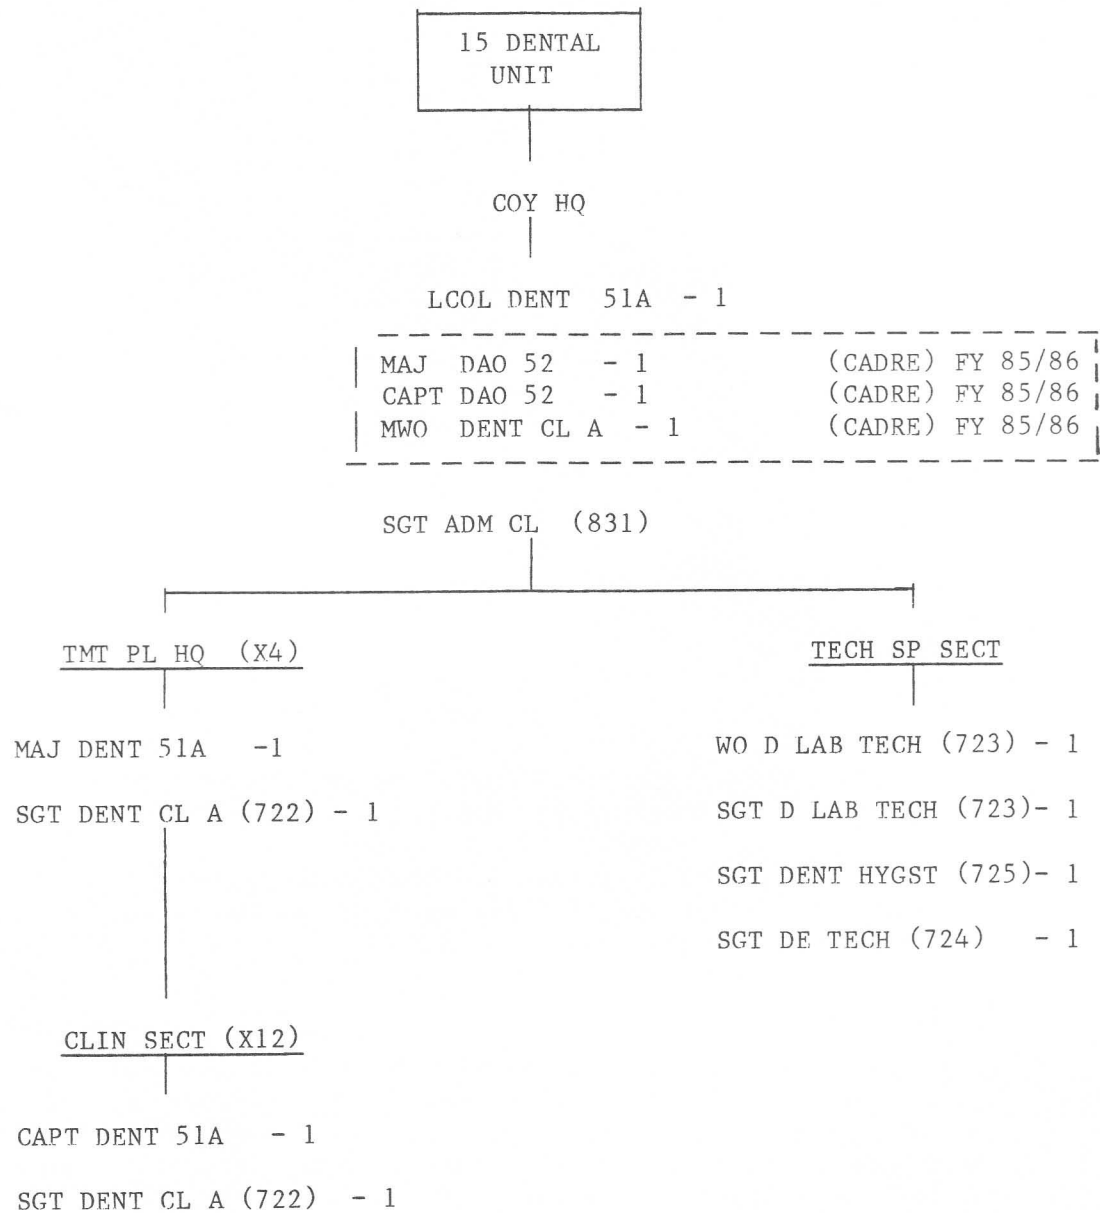 15 DENTAL
UNIT
COY HQ
LCOL DENT 51A - 1
MAJ DAO 52 - 1 (CADRE) FY 85/86
CAPT DAO 52 - 1 (CADRE) FY 85/86
MWO DENT CL A - 1 (CADRE) FY 85/86
SGT ADM CL (831)
TMT PL HQ (X4)
MAJ DENT 51A -1
SGT DENT CL A (722) - 1
CLIN SECT (X12)
CAPT DENT 51A - 1
SGT DENT CL A (722) - 1
TECH SP SECT
WO D LAB TECH (723) - 1
SGT D LAB TECH (723)- 1
SGT DENT HYGST (725)- 1
SGT DE TECH (724) - 1